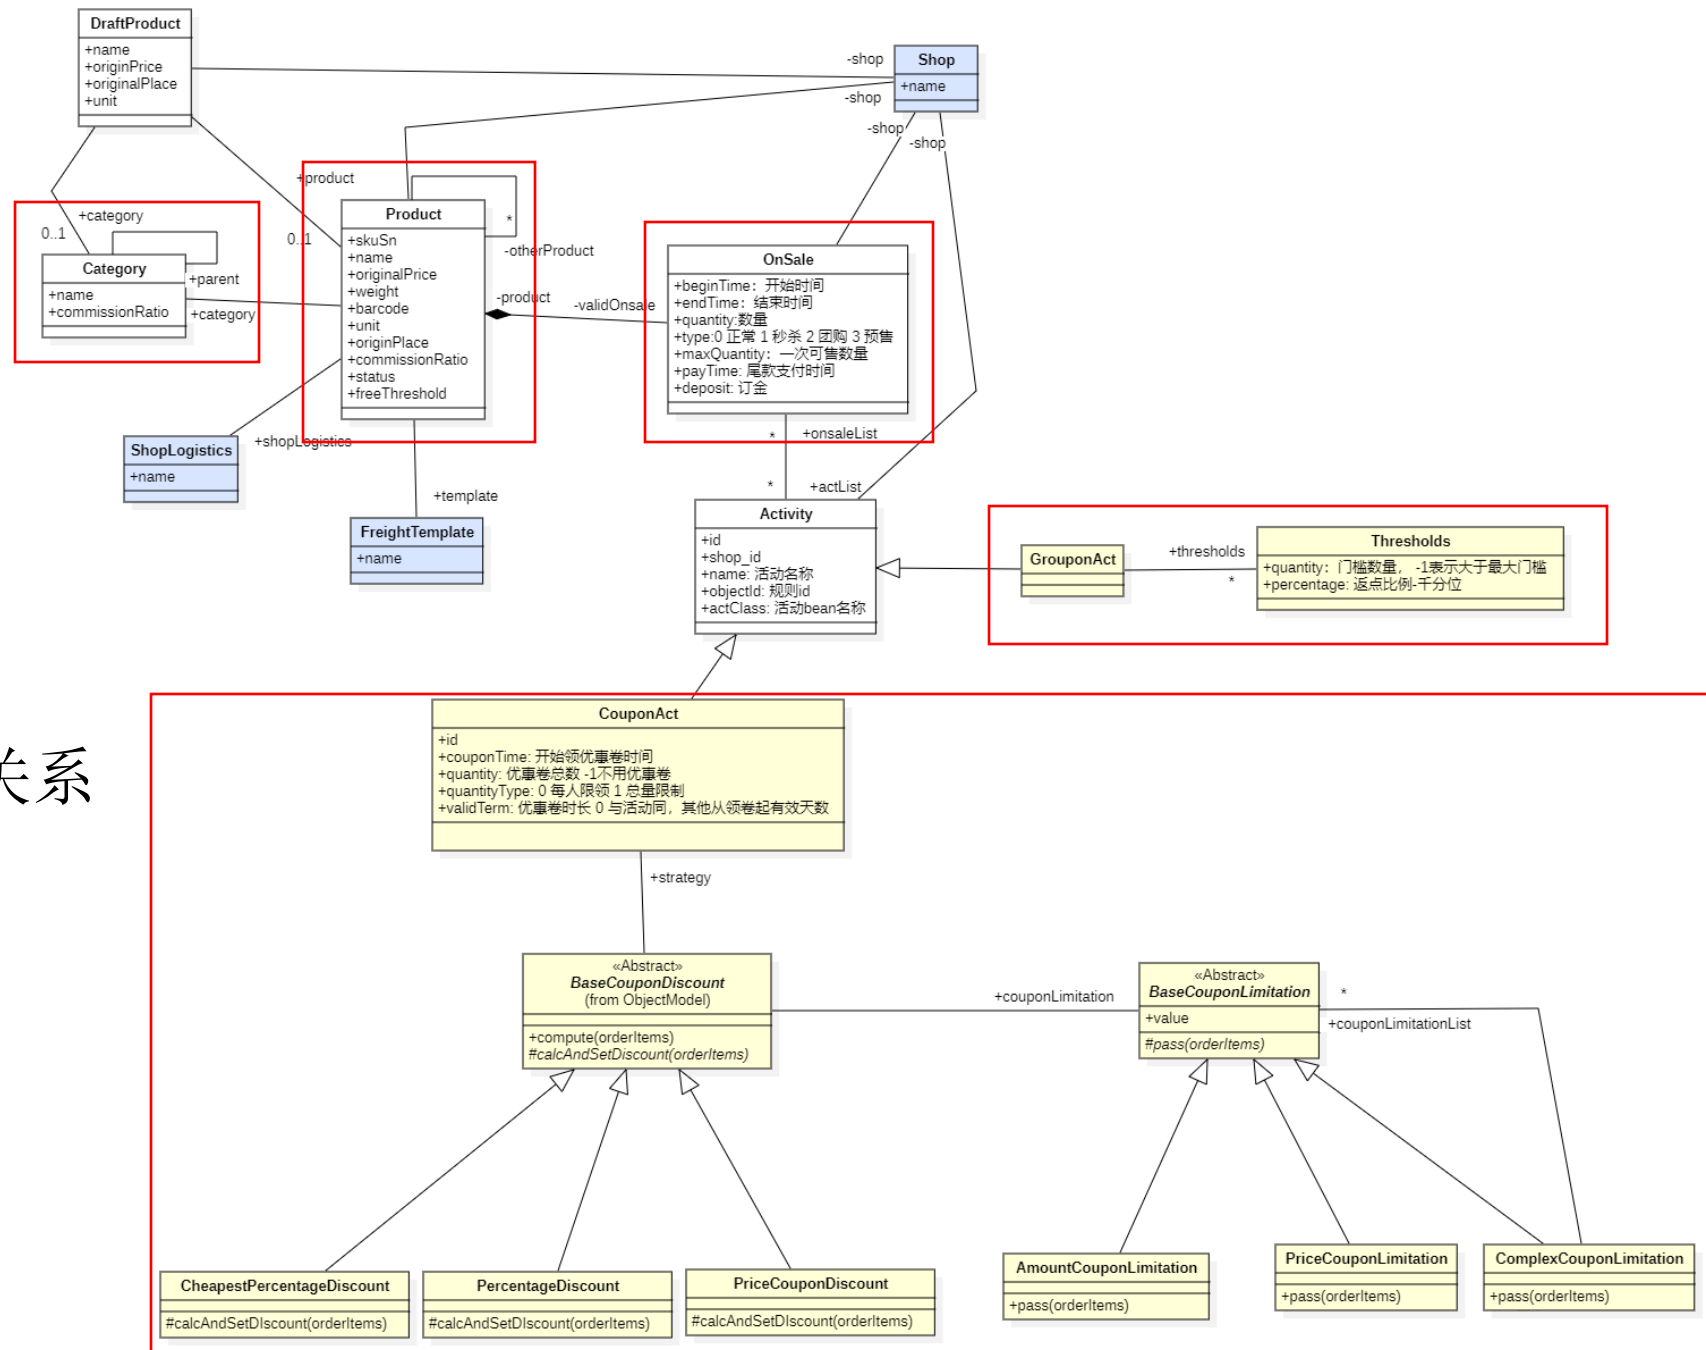 DraftProduct
+name
+originPrice
+originalPlace
+unit
-shop
-shop
-shop
-shop
Shop
+name
+product
0..1
+category
0..1
Category
+name
+commissionRatio
+parent
+category
Product
+skuSn
+name
+originalPrice
+weight
+barcode
+unit
+originPlace
+commissionRatio
+status
+freeThreshold
*
-otherProduct
-product
-validOnsale
OnSale
+beginTime：开始时间
+endTime：结束时间
+quantity:数量
+type:0 正常 1 秒杀 2 团购 3 预售
+maxQuantity：一次可售数量
+payTime: 尾款支付时间
+deposit: 订金
ShopLogistics
+name
+shopLogistics
+template
FreightTemplate
+name
*
+onsaleList
*
+actList
Activity
+id
+shop_id
+name: 活动名称
+objectId: 规则id
+actClass: 活动bean名称
GrouponAct
+thresholds
*
Thresholds
+quantity：门槛数量， -1表示大于最大门槛
+percentage: 返点比例-千分位
关系
CouponAct
+id
+couponTime: 开始领优惠卷时间
+quantity: 优惠卷总数 -1不用优惠卷
+quantityType: 0 每人限领 1 总量限制
+validTerm: 优惠卷时长 0 与活动同，其他从领卷起有效天数
+strategy
«Abstract»
BaseCouponDiscount
(from ObjectModel)
+compute(orderItems)
#calcAndSetDiscount(orderItems)
+couponLimitation
«Abstract»
BaseCouponLimitation
+value
#pass(orderItems)
*
+couponLimitationList
CheapestPercentageDiscount
#calcAndSetDIscount(orderItems)
PercentageDiscount
#calcAndSetDIscount(orderItems)
PriceCouponDiscount
#calcAndSetDIscount(orderItems)
AmountCouponLimitation
+pass(orderItems)
PriceCouponLimitation
+pass(orderItems)
ComplexCouponLimitation
+pass(orderItems)